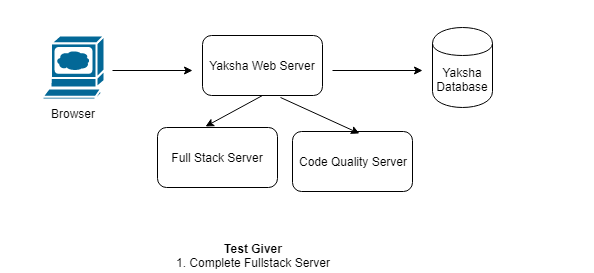 Yaksha Web Server
Yaksha
Database
Browser
Full Stack Server
Code Quality Server
Test Giver
1. Complete Fullstack Server